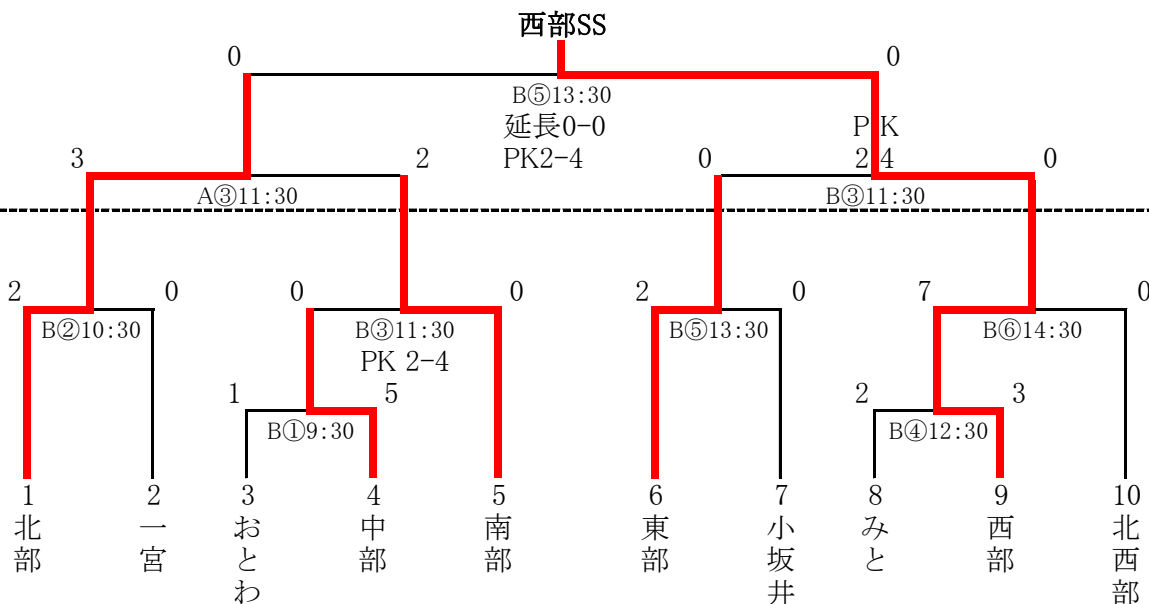 西部SS
0 0
B⑤13:30
延長0-0 PK
PK2-4 2 4
3 2 0 0
A③11:30 B③11:30
2 0 0 0 2 0 7 0
B②10:30 B③11:30 B⑤13:30 B⑥14:30
PK 2-4
1 5 2 3
B①9:30 B④12:30
1 2 3 4 5 6 7 8 9 10
北部
一宮
おとわ
中部
南部
東部
小坂井
みと
西部
北西部